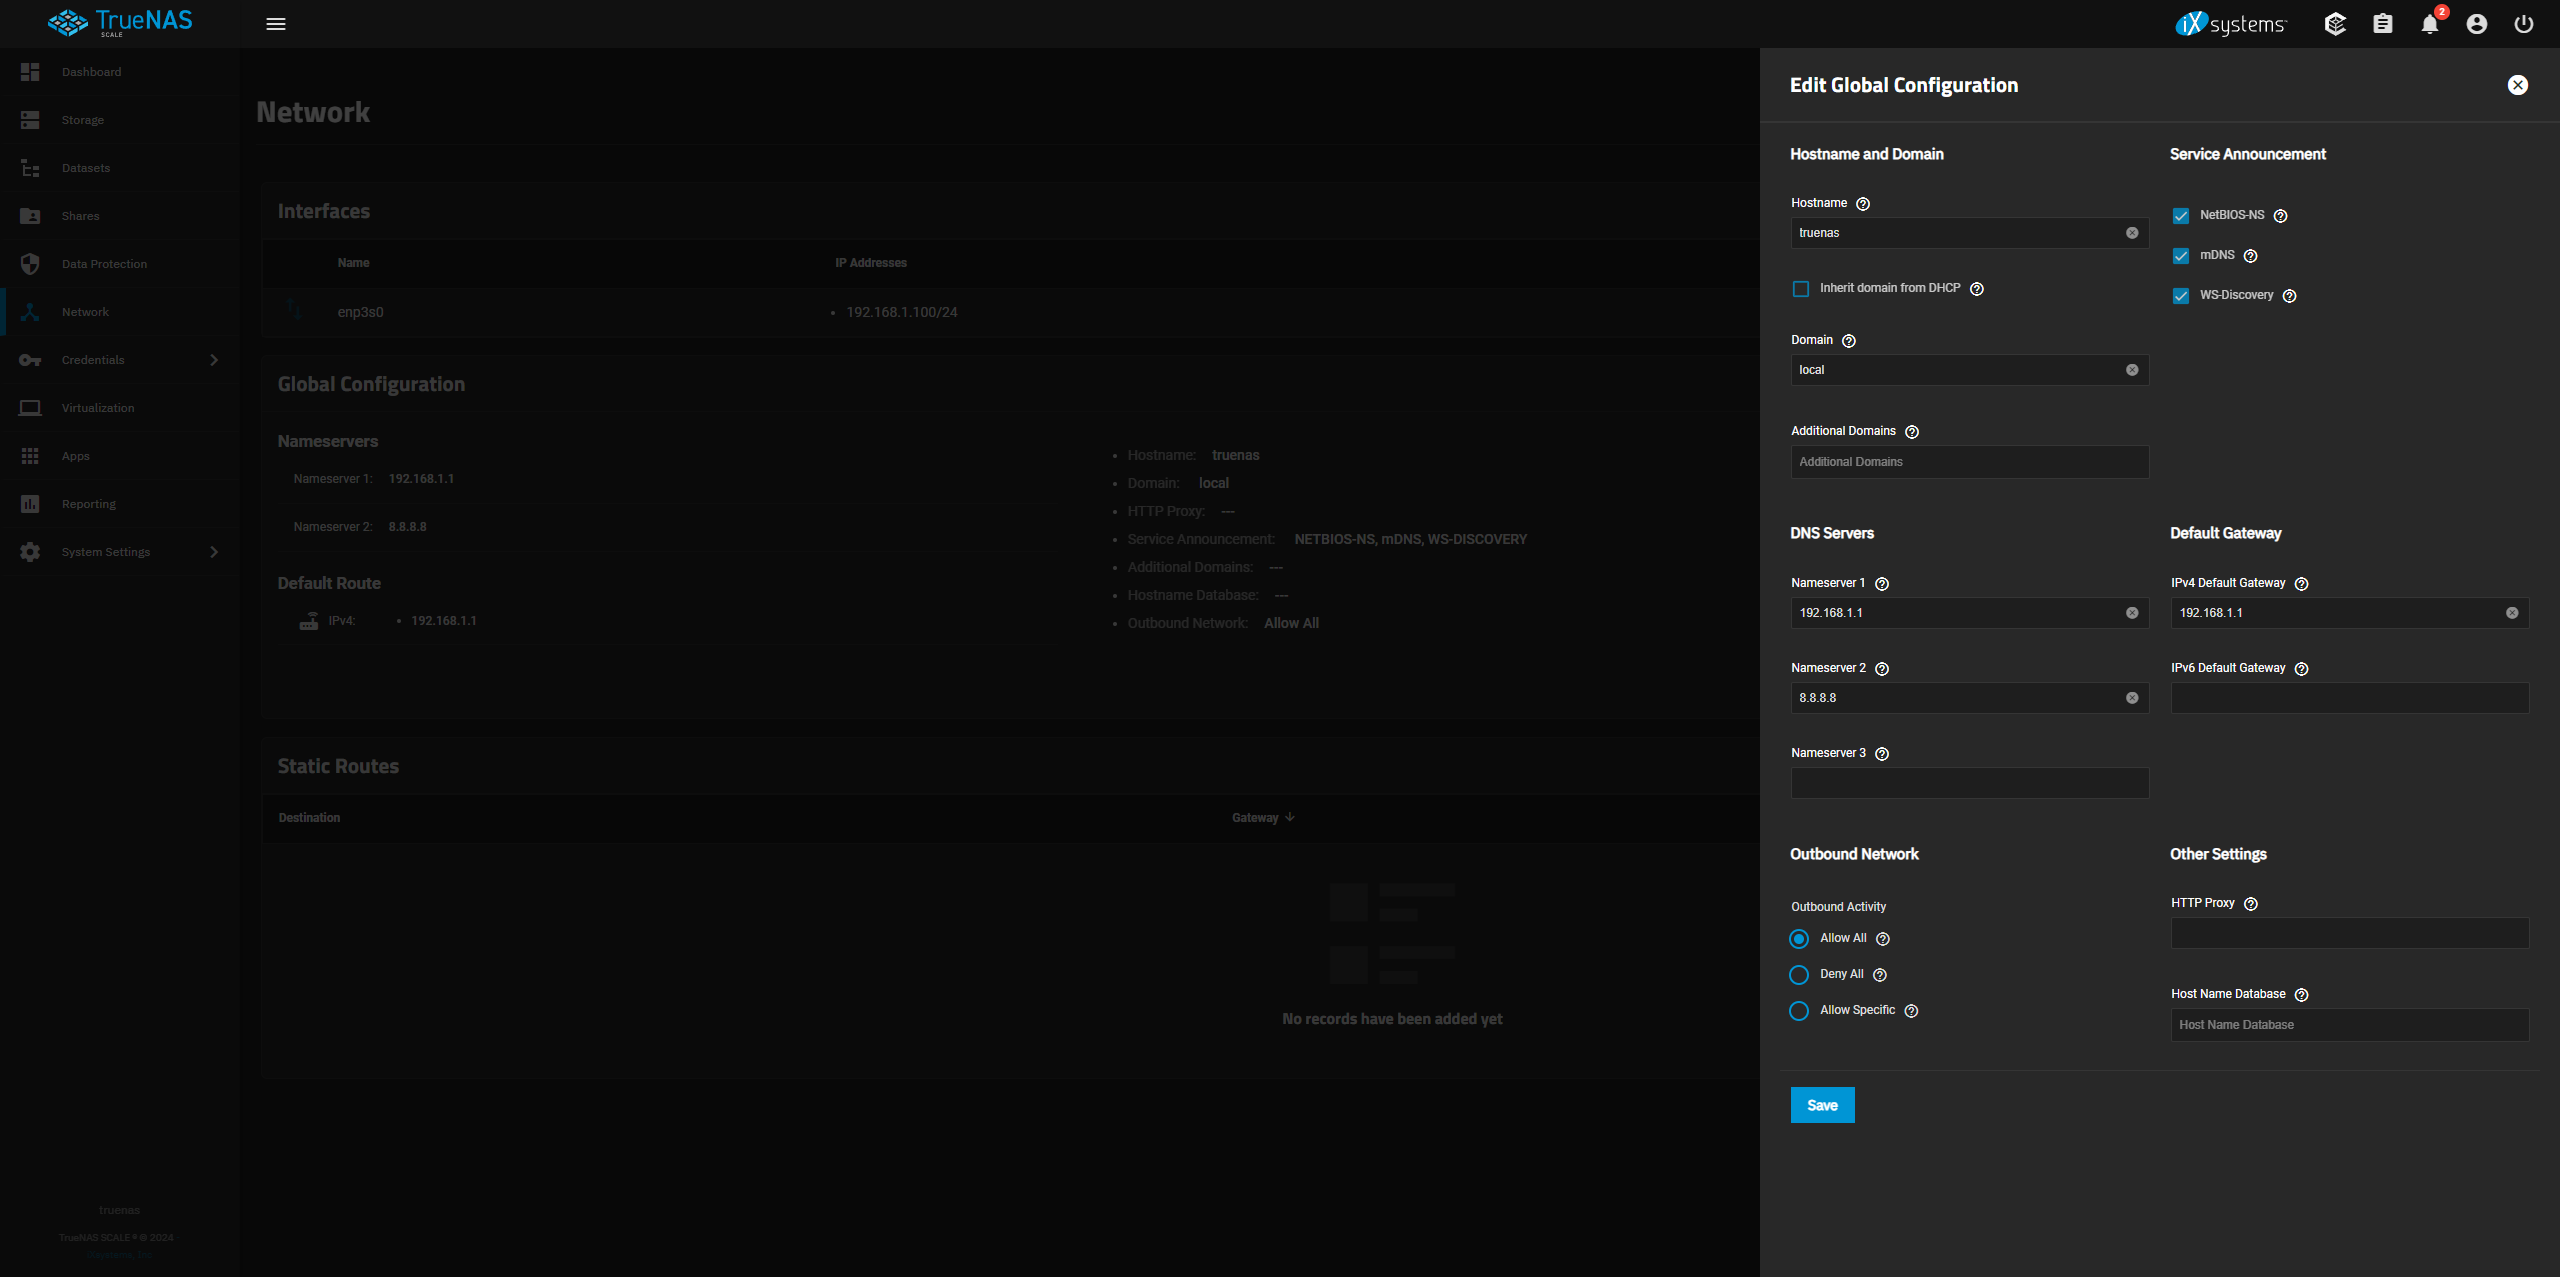 TrueNAS
SCALE
iXsystems
2
Dashboard
Storage
Datasets
Shares
Data Protection
Network
Credentials
Virtualization
Apps
Reporting
System Settings
truenas
TrueNAS SCALE ® © 2024
Network
Interfaces
Name
IP Addresses
enp3s0
• 192.168.1.100/24
Global Configuration
Nameservers
Nameserver 1: 192.168.1.1
Nameserver 2: 8.8.8.8
Default Route
IPv4: • 192.168.1.1
• Hostname: truenas
• Domain: local
• HTTP Proxy: ---
• Service Announcement: NETBIOS-NS, mDNS, WS-DISCOVERY
• Additional Domains: ---
• Hostname Database: ---
• Outbound Network: Allow All
Static Routes
Destination
Gateway
No records have been added yet
Edit Global Configuration
Hostname and Domain
Hostname
truenas
Inherit domain from DHCP
Domain
local
Additional Domains
Additional Domains
Service Announcement
NetBIOS-NS
mDNS
WS-Discovery
DNS Servers
Nameserver 1
192.168.1.1
Nameserver 2
8.8.8.8
Nameserver 3
Default Gateway
IPv4 Default Gateway
192.168.1.1
IPv6 Default Gateway
Outbound Network
Outbound Activity
Allow All
Deny All
Allow Specific
Other Settings
HTTP Proxy
Host Name Database
Host Name Database
Save